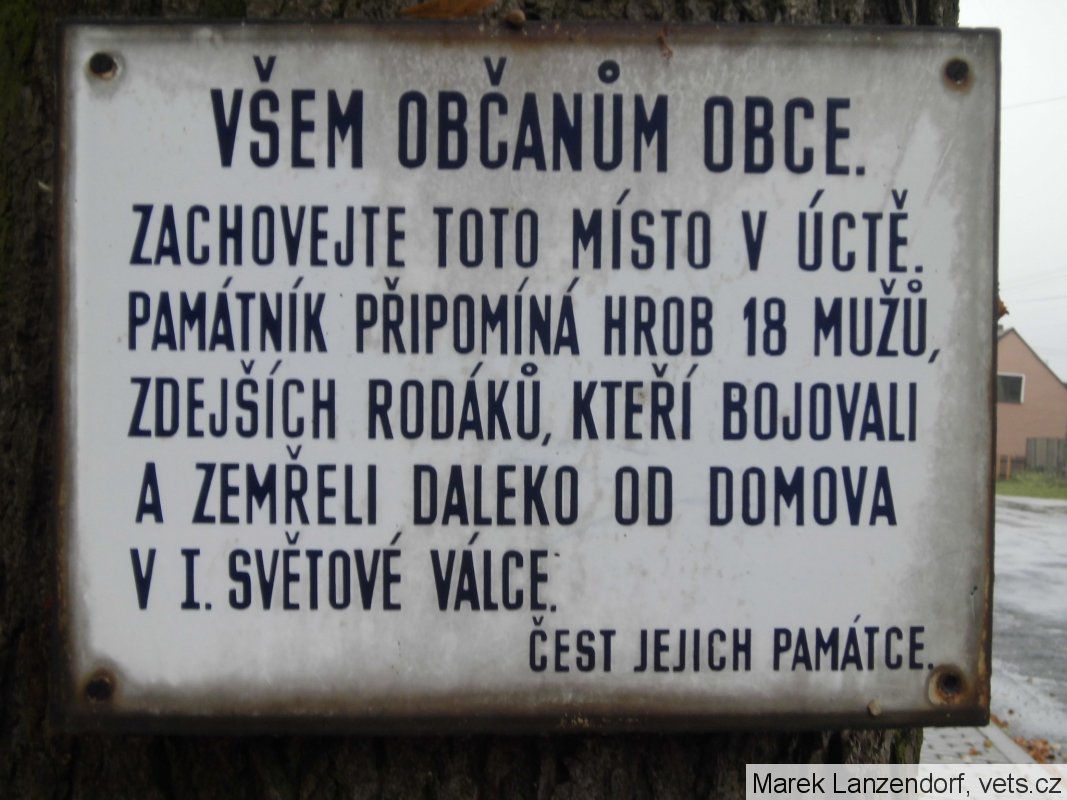 VŠEM OBČANŮM OBCE.
ZACHOVEJTE TOTO MÍSTO V ÚCTĚ.
PAMÁTNÍK PŘIPOMÍNÁ HROB 18 MUŽŮ,
ZDEJŠÍCH RODÁKŮ, KTEŘÍ BOJOVALI
A ZEMŘELI DALEKO OD DOMOVA
V I. SVĚTOVÉ VÁLCE.
ČEST JEJICH PAMÁTCE.
Marek Lanzendorf, vets.cz